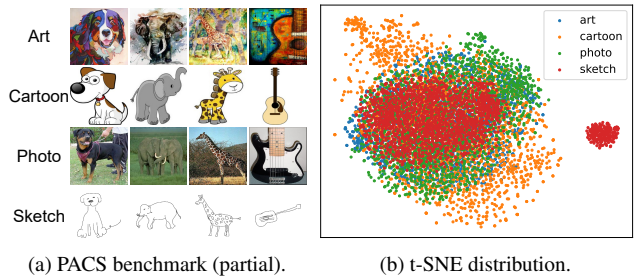 Art
Cartoon
Photo
Sketch
(a) PACS benchmark (partial).
art
cartoon
photo
sketch
(b) t-SNE distribution.